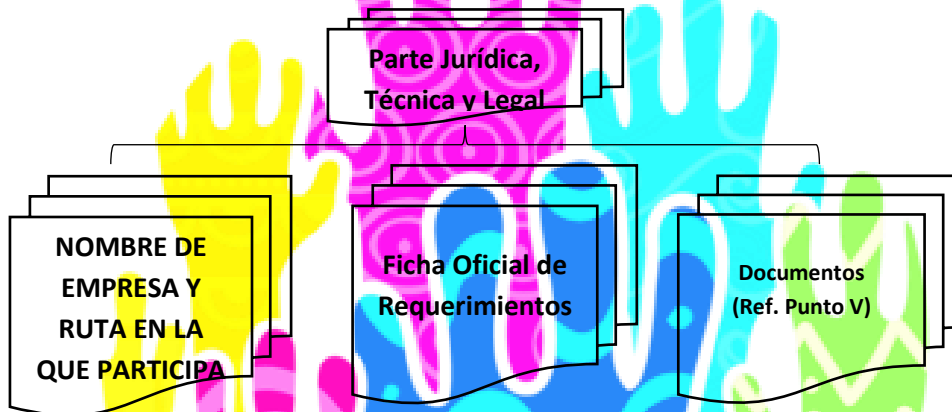 Parte Jurídica,
Técnica y Legal
NOMBRE DE
EMPRESA Y
RUTA EN LA
QUE PARTICIPA
Ficha Oficial de
Requerimientos
Documentos
(Ref. Punto V)